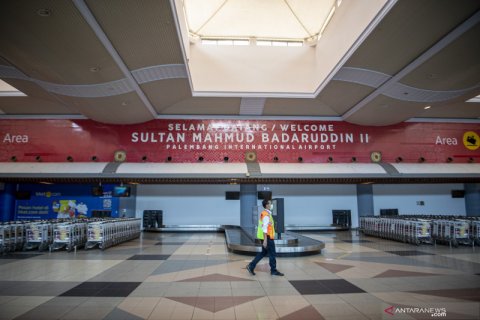 SELAMAT DATANG / WELCOME
SULTAN MAHMUD BADARUDDIN II
PALEMBANG INTERNATIONAL AIRPORT
Area
Area
ANTARANEWS
.com